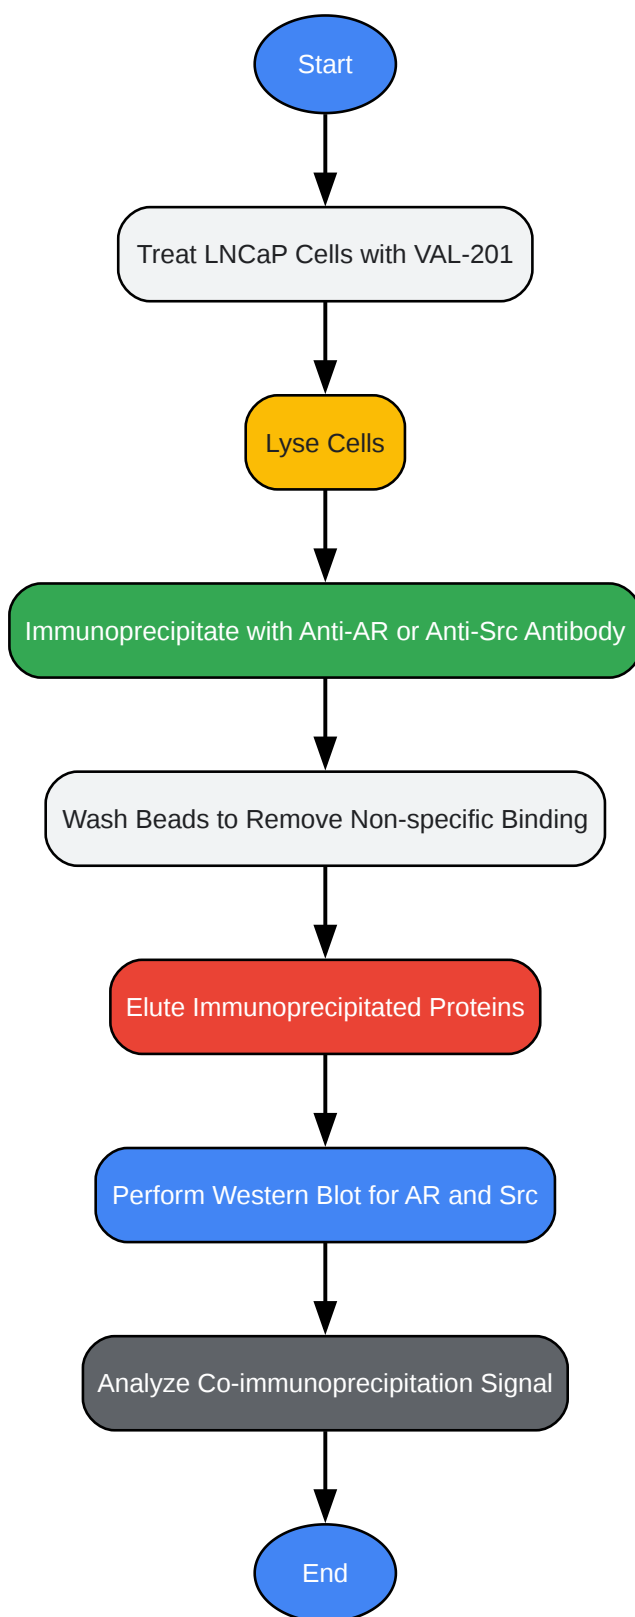 Start
Treat LNCaP Cells with VAL-201
Lyse Cells
Immunoprecipitate with Anti-AR or Anti-Src Antibody
Wash Beads to Remove Non-specific Binding
Elute Immunoprecipitated Proteins
Perform Western Blot for AR and Src
Analyze Co-immunoprecipitation Signal
End